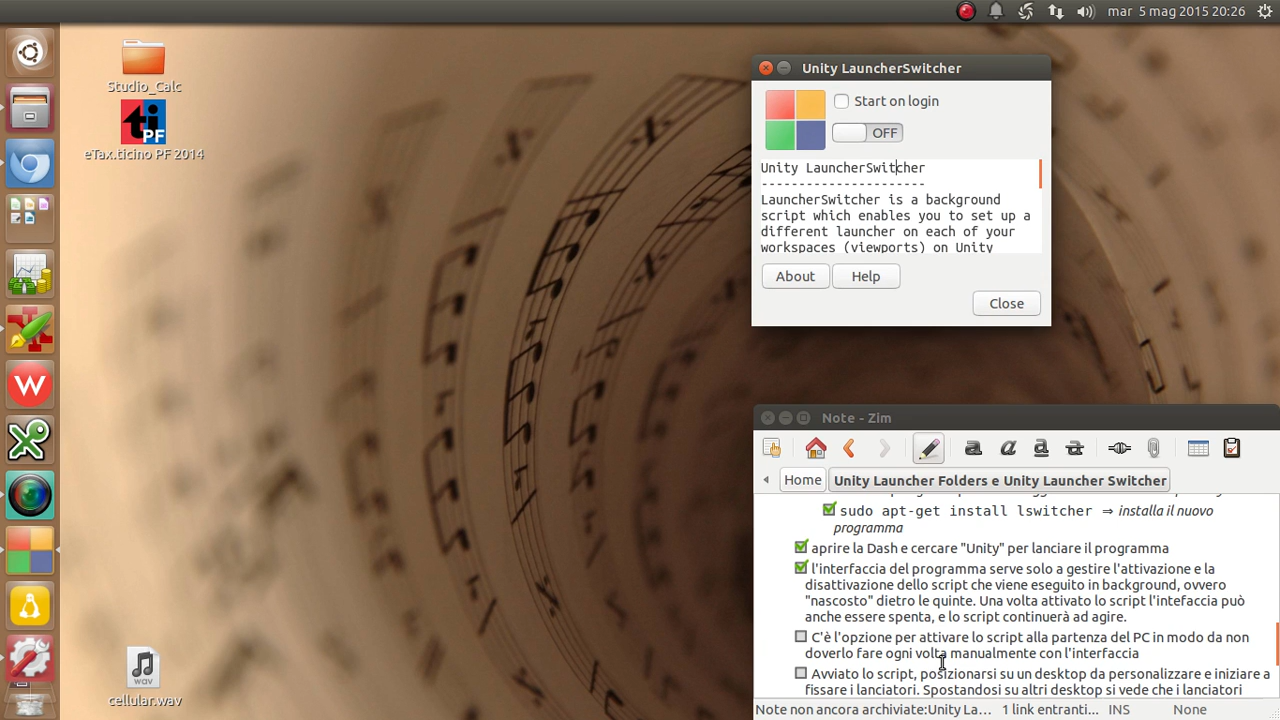 mar 5 mag 2015 20:26
Studio_Calc
ti
PF
eTax.ticino PF 2014
W
wav
cellular.wav
Unity LauncherSwitcher
Start on login
OFF
Unity LauncherSwitcher
----------------------
LauncherSwitcher is a background
script which enables you to set up a
different launcher on each of your
workspaces (viewports) on Unity
About
Help
Close
Note - Zim
a a a a
Home
Unity Launcher Folders e Unity Launcher Switcher
sudo apt-get install lswitcher ⇒ installa il nuovo
programma
aprire la Dash e cercare "Unity" per lanciare il programma
l'interfaccia del programma serve solo a gestire l'attivazione e la
disattivazione dello script che viene eseguito in background, ovvero
"nascosto" dietro le quinte. Una volta attivato lo script l'intefaccia può
anche essere spenta, e lo script continuerà ad agire.
C'è l'opzione per attivare lo script alla partenza del PC in modo da non
doverlo fare ogni volta manualmente con l'interfaccia
Avviato lo script, posizionarsi su un desktop da personalizzare e iniziare a
fissare i lanciatori. Spostandosi su altri desktop si vede che i lanciatori
Note non ancora archiviate:Unity La...
1 link entranti...
INS
None